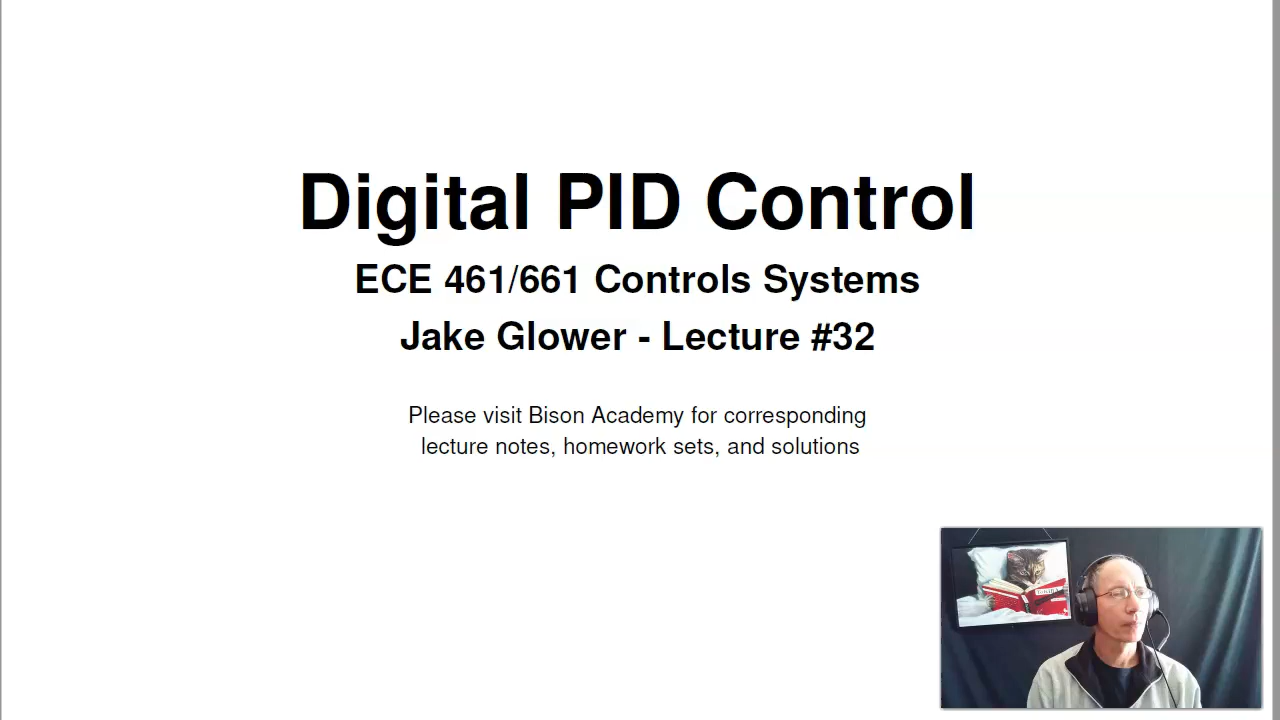 Digital PID Control
ECE 461/661 Controls Systems
Jake Glower - Lecture #32
Please visit Bison Academy for corresponding
lecture notes, homework sets, and solutions